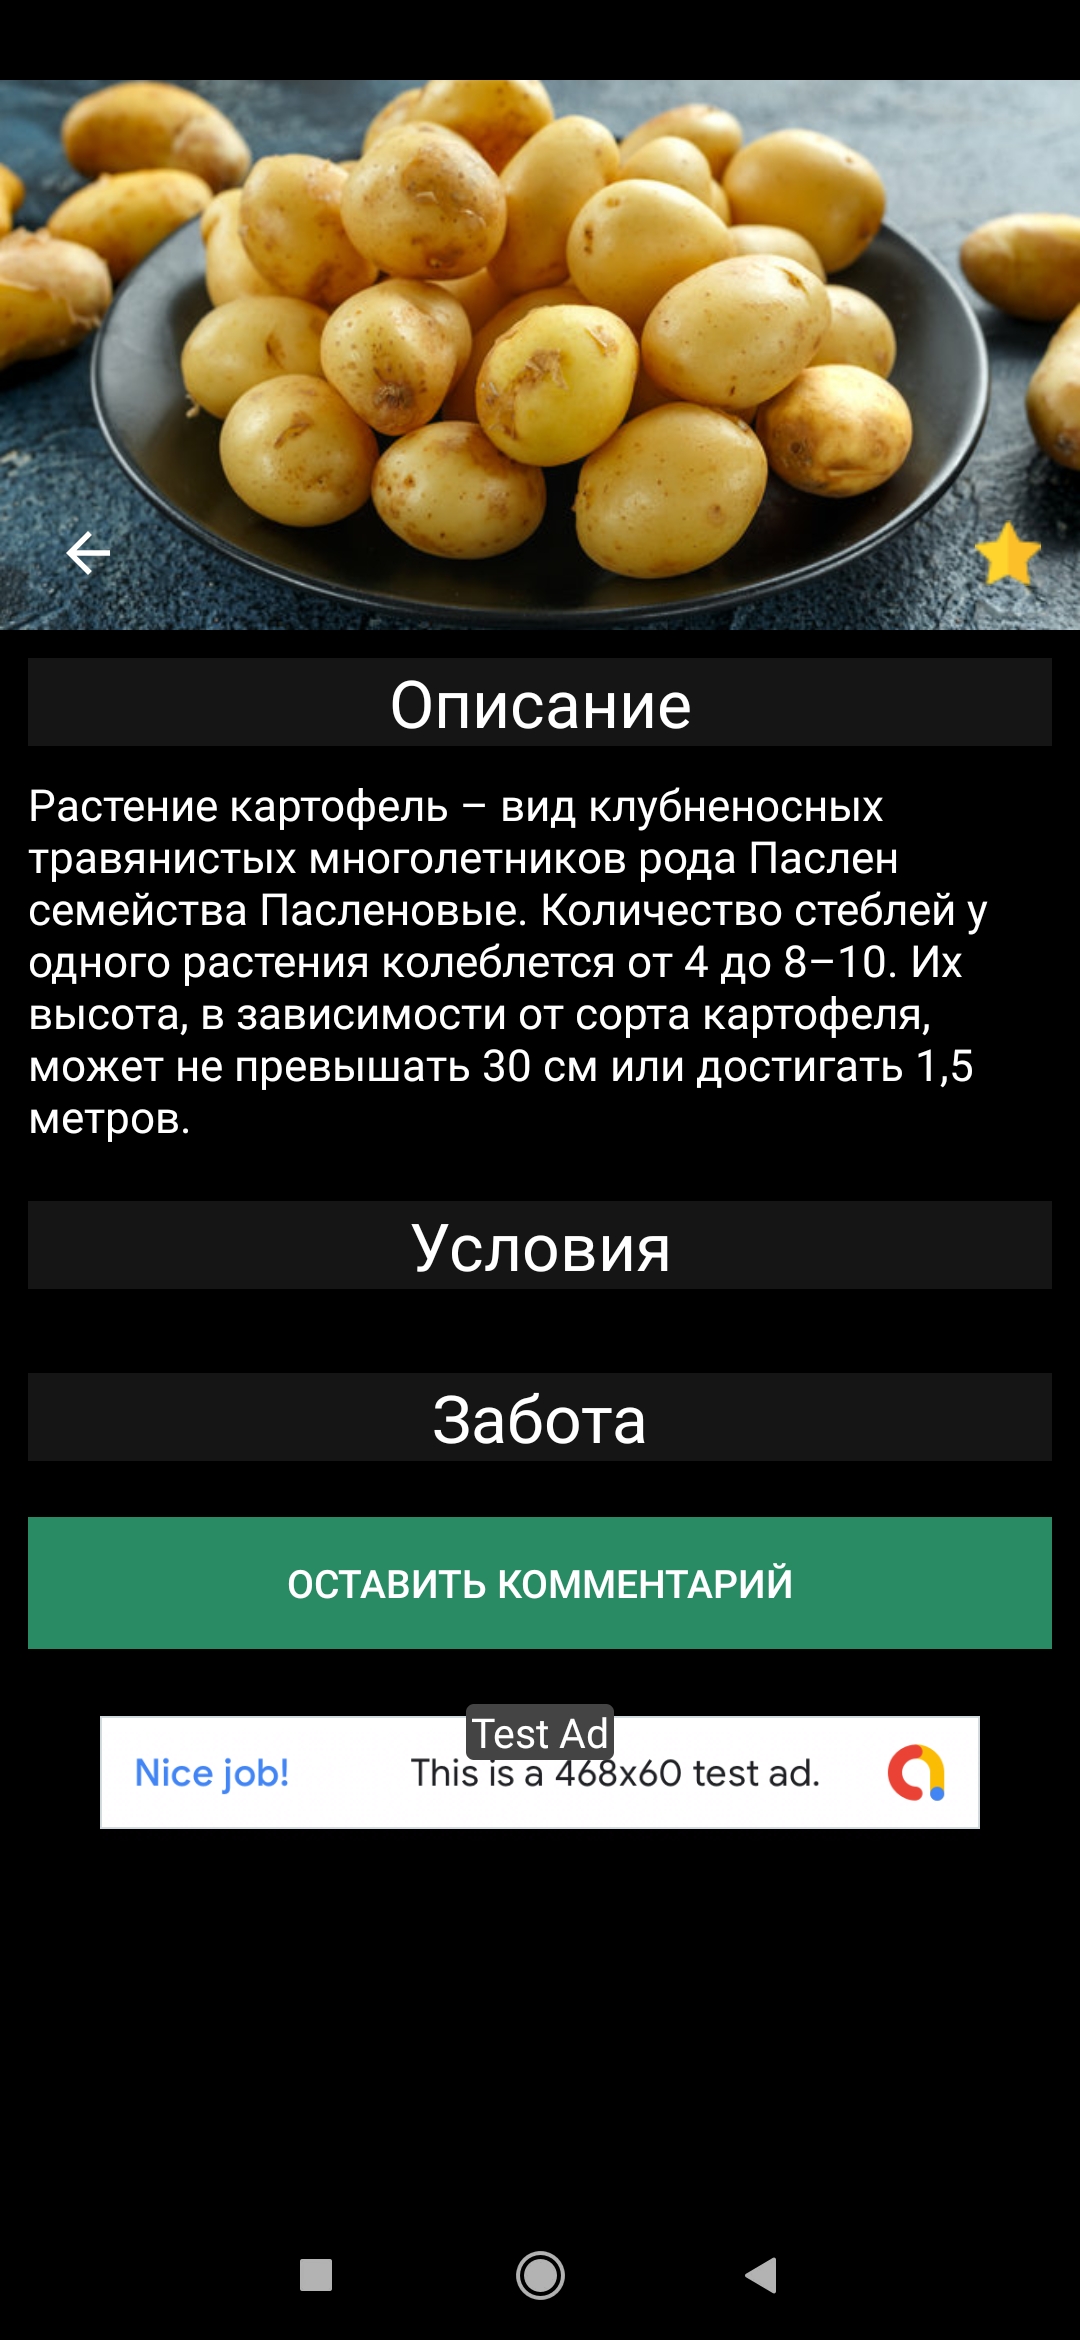 Описание
Растение картофель – вид клубненосных
травянистых многолетников рода Паслен
семейства Пасленовые. Количество стеблей у
одного растения колеблется от 4 до 8–10. Их
высота, в зависимости от сорта картофеля,
может не превышать 30 см или достигать 1,5
метров.
Условия
Забота
ОСТАВИТЬ КОММЕНТАРИЙ
Test Ad
Nice job! This is a 468x60 test ad.